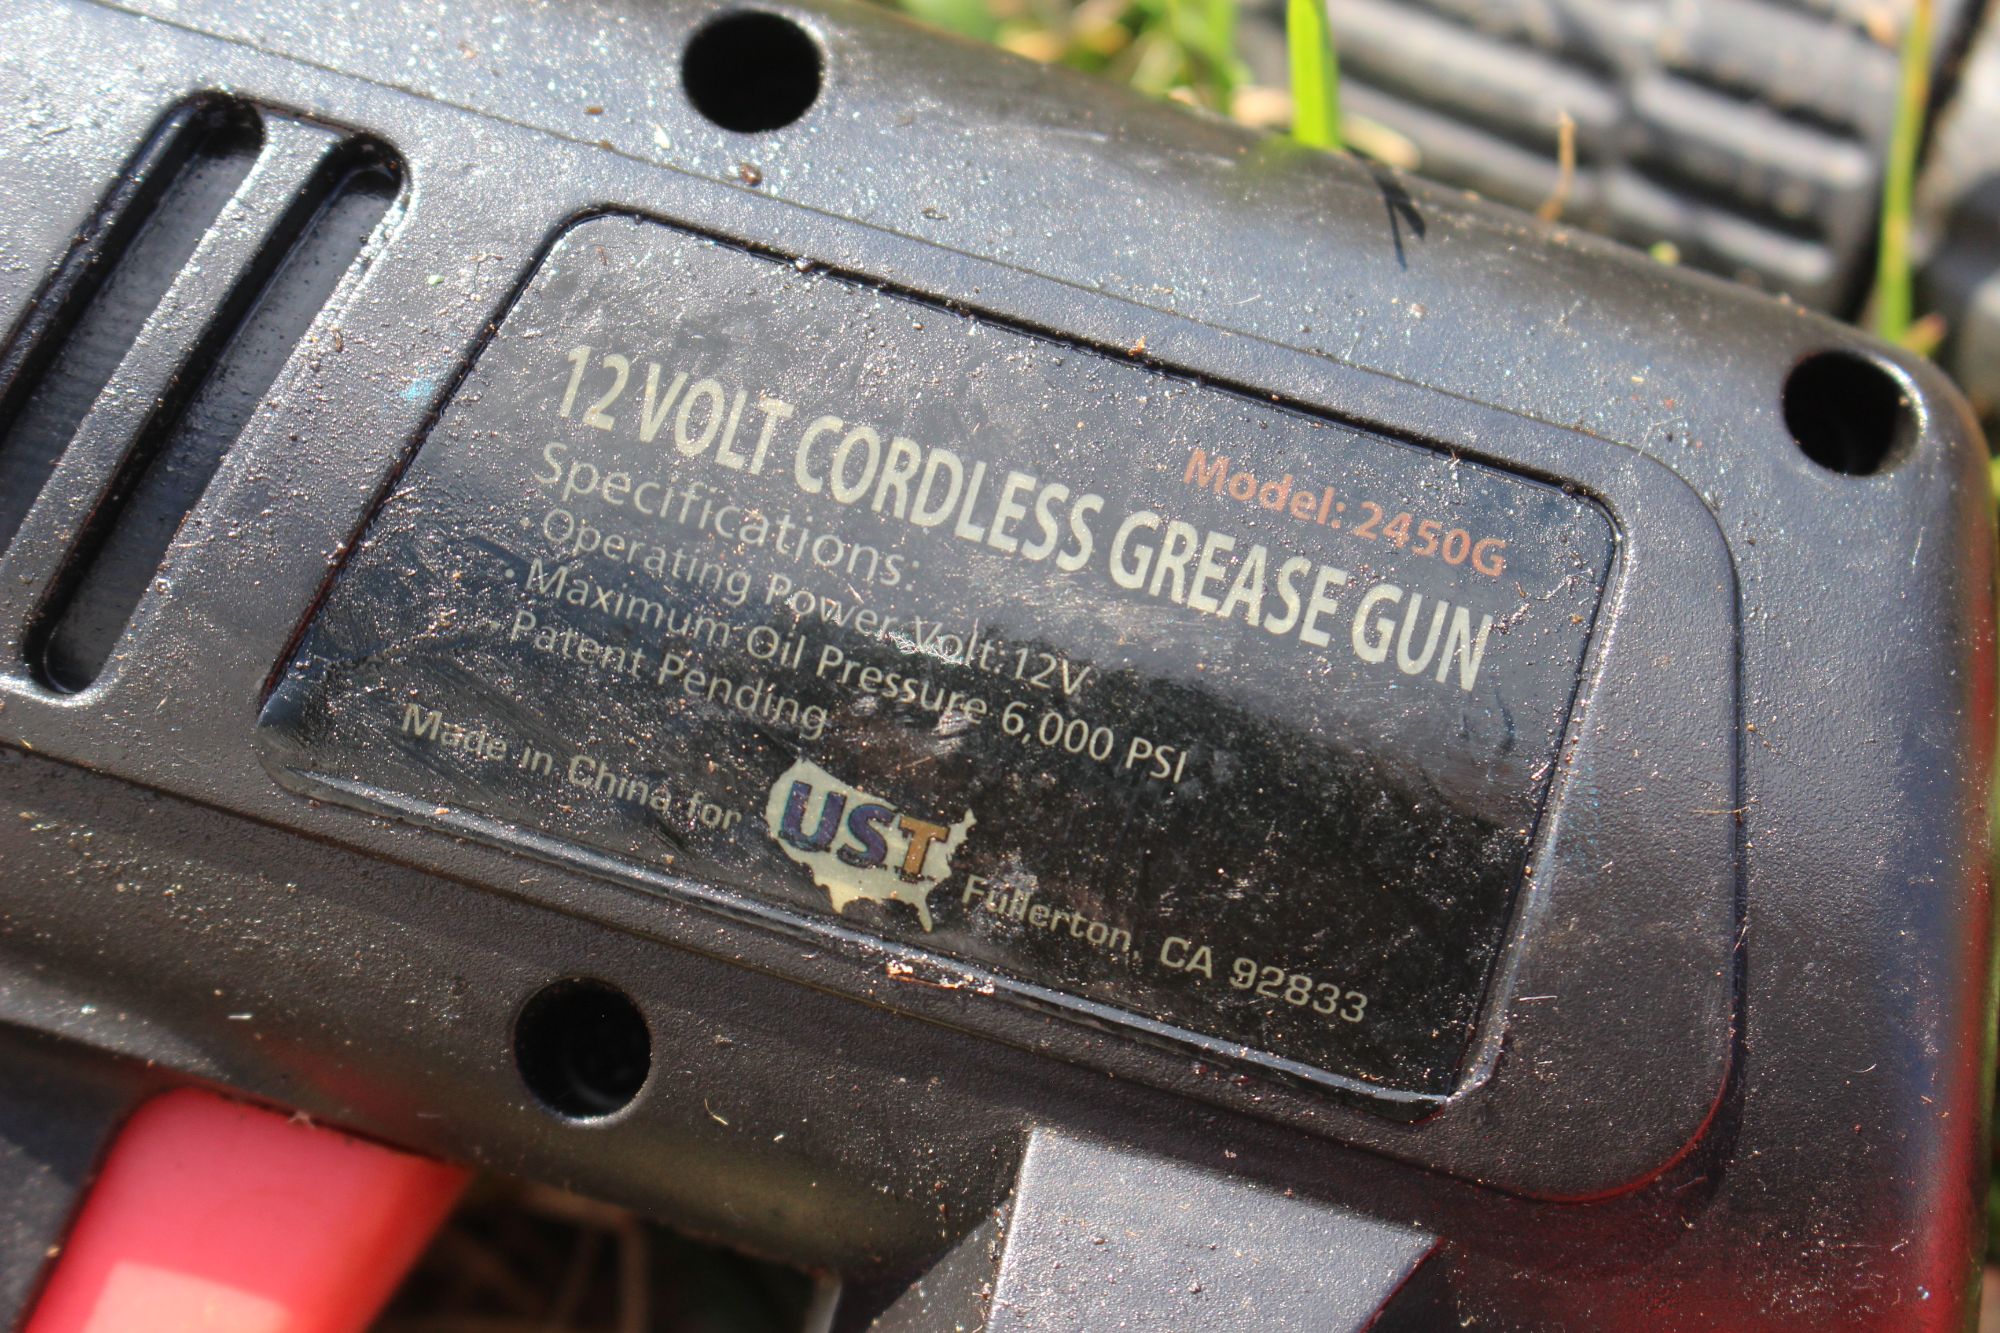 Model: 2450G
12 VOLT CORDLESS GREASE GUN
Specifications:
· Operating Power Volt: 12V
· Maximum Oil Pressure 6,000 PSI
· Patent Pending
Made in China for UST Fullerton, CA 92833